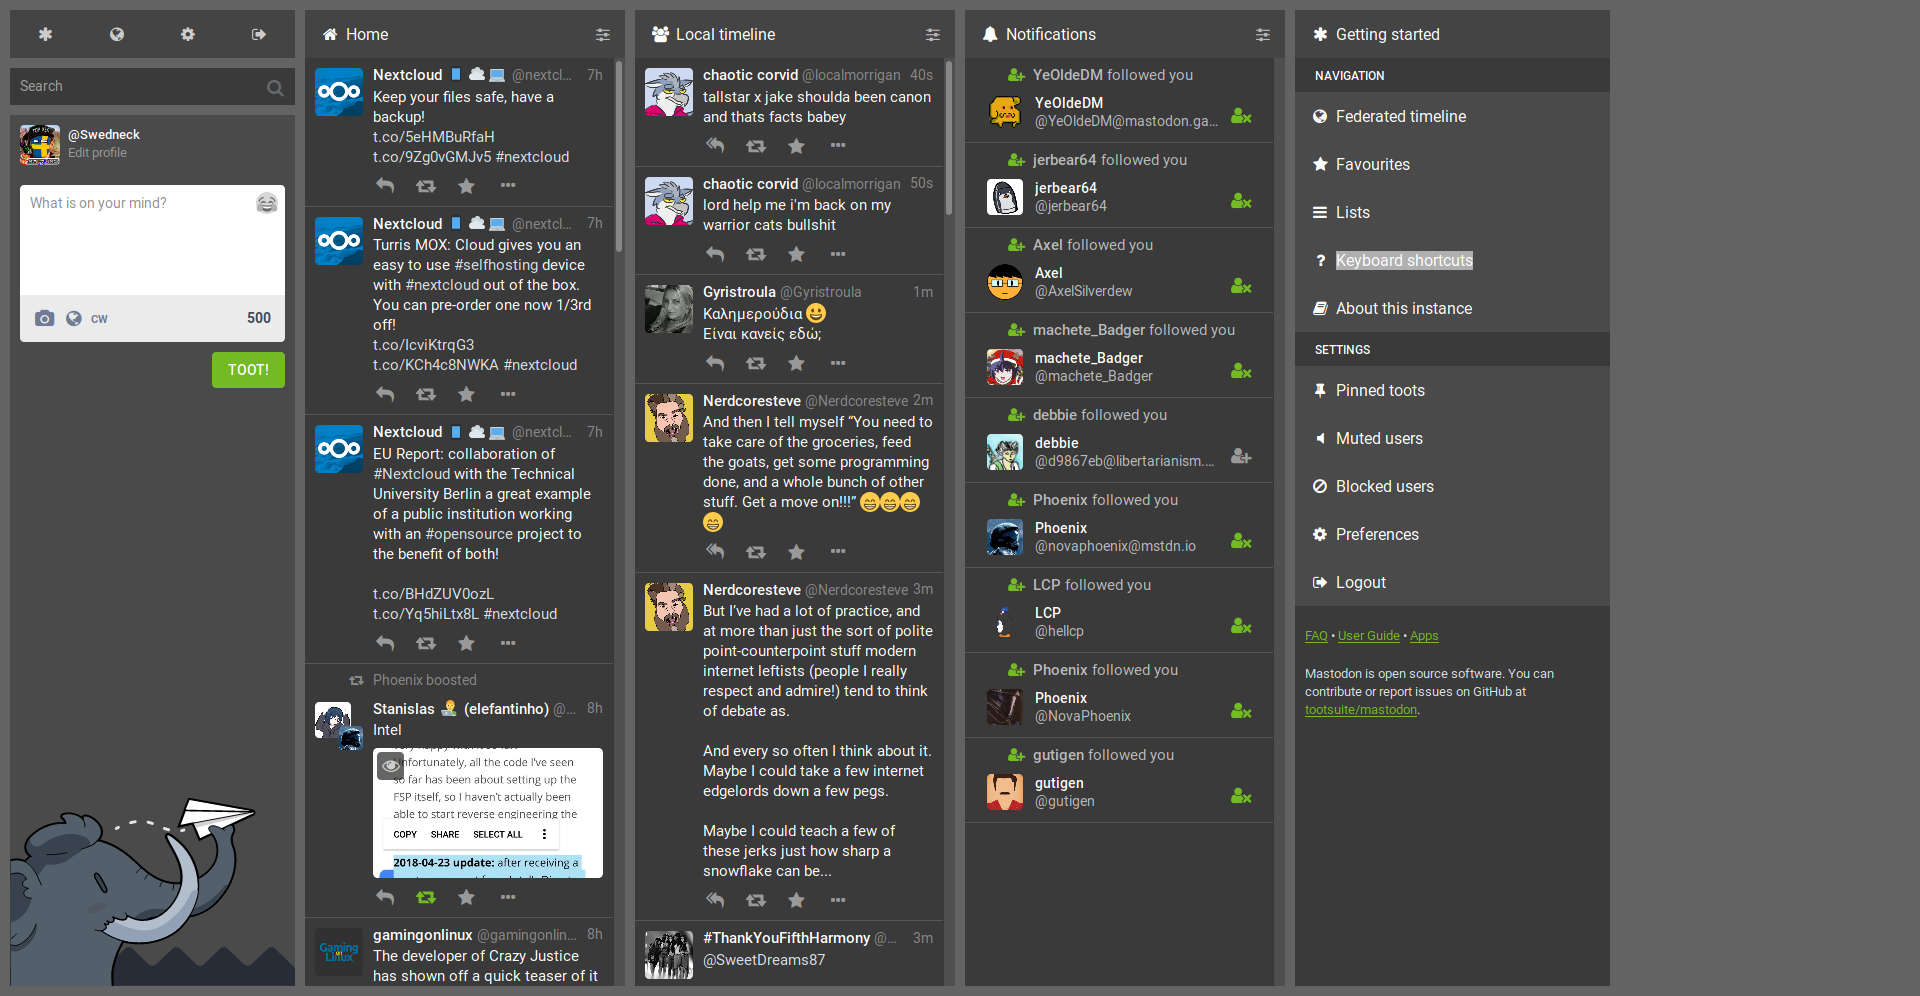 Search
@Swedneck
Edit profile
What is on your mind?
CW
500
TOOT!
Home
Nextcloud @nextcl... 7h
Keep your files safe, have a
backup!
t.co/5eHMBuRfaH
t.co/9Zg0vGMJv5 #nextcloud
Nextcloud @nextcl... 7h
Turris MOX: Cloud gives you an
easy to use #selfhosting device
with #nextcloud out of the box.
You can pre-order one now 1/3rd
off!
t.co/IcviKtrqG3
t.co/KCh4c8NWKA #nextcloud
Nextcloud @nextcl... 7h
EU Report: collaboration of
#Nextcloud with the Technical
University Berlin a great example
of a public institution working
with an #opensource project to
the benefit of both!
t.co/BHdZUV0ozL
t.co/Yq5hiLtx8L #nextcloud
Phoenix boosted
Stanislas (elefantinho) @... 8h
Intel
Unfortunately, all the code I've seen
so far has been about setting up the
FSP itself, so I haven't actually been
able to start reverse engineering the
COPY SHARE SELECT ALL
2018-04-23 update: after receiving a
gamingonlinux @gamingonlin... 8h
Gaming
on
Linux
The developer of Crazy Justice
has shown off a quick teaser of it
Local timeline
chaotic corvid @localmorrigan 40s
tallstar x jake shoulda been canon
and thats facts babey
chaotic corvid @localmorrigan 50s
lord help me i'm back on my
warrior cats bullshit
Gyristroula @Gyristroula 1m
Καλημερούδια 😀
Είναι κανείς εδώ;
Nerdcoresteve @Nerdcoresteve 2m
And then I tell myself “You need to
take care of the groceries, feed
the goats, get some programming
done, and a whole bunch of other
stuff. Get a move on!!!” 😁😁😁
😁
Nerdcoresteve @Nerdcoresteve 3m
But I've had a lot of practice, and
at more than just the sort of polite
point-counterpoint stuff modern
internet leftists (people I really
respect and admire!) tend to think
of debate as.
And every so often I think about it.
Maybe I could take a few internet
edgelords down a few pegs.
Maybe I could teach a few of
these jerks just how sharp a
snowflake can be...
#ThankYouFifthHarmony @... 3m
@SweetDreams87
Notifications
YeOldeDM followed you
YeOldeDM
@YeOldeDM@mastodon.ga...
jerbear64 followed you
jerbear64
@jerbear64
Axel followed you
Axel
@AxelSilverdew
machete_Badger followed you
machete_Badger
@machete_Badger
debbie followed you
debbie
@d9867eb@libertarianism....
Phoenix followed you
Phoenix
@novaphoenix@mstdn.io
LCP followed you
LCP
@hellcp
Phoenix followed you
Phoenix
@NovaPhoenix
gutigen followed you
gutigen
@gutigen
Getting started
NAVIGATION
Federated timeline
Favourites
Lists
Keyboard shortcuts
About this instance
SETTINGS
Pinned toots
Muted users
Blocked users
Preferences
Logout
FAQ • User Guide • Apps
Mastodon is open source software. You can
contribute or report issues on GitHub at
tootsuite/mastodon.